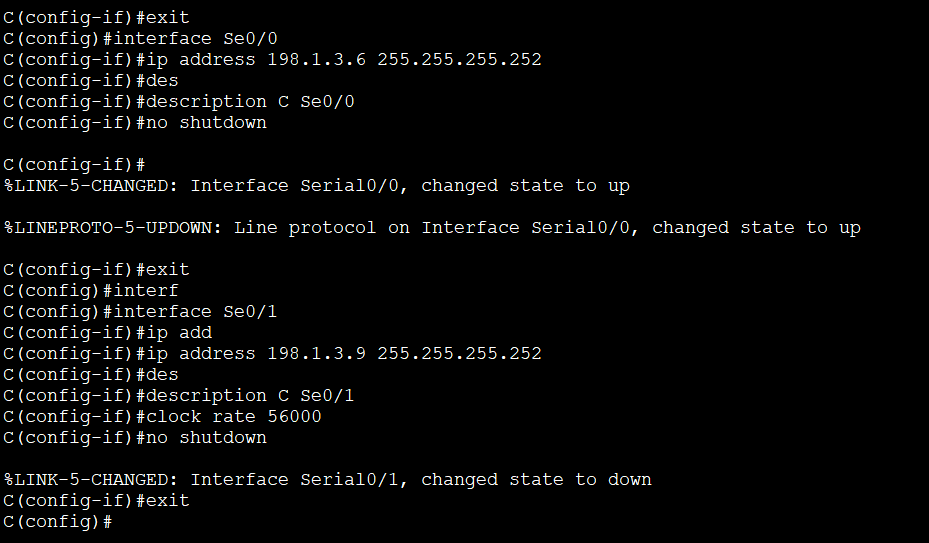 C(config-if)#exit
C(config)#interface Se0/0
C(config-if)#ip address 198.1.3.6 255.255.255.252
C(config-if)#des
C(config-if)#description C Se0/0
C(config-if)#no shutdown
C(config-if)#
%LINK-5-CHANGED: Interface Serial0/0, changed state to up
%LINEPROTO-5-UPDOWN: Line protocol on Interface Serial0/0, changed state to up
C(config-if)#exit
C(config)#interf
C(config)#interface Se0/1
C(config-if)#ip add
C(config-if)#ip address 198.1.3.9 255.255.255.252
C(config-if)#des
C(config-if)#description C Se0/1
C(config-if)#clock rate 56000
C(config-if)#no shutdown
%LINK-5-CHANGED: Interface Serial0/1, changed state to down
C(config-if)#exit
C(config)#